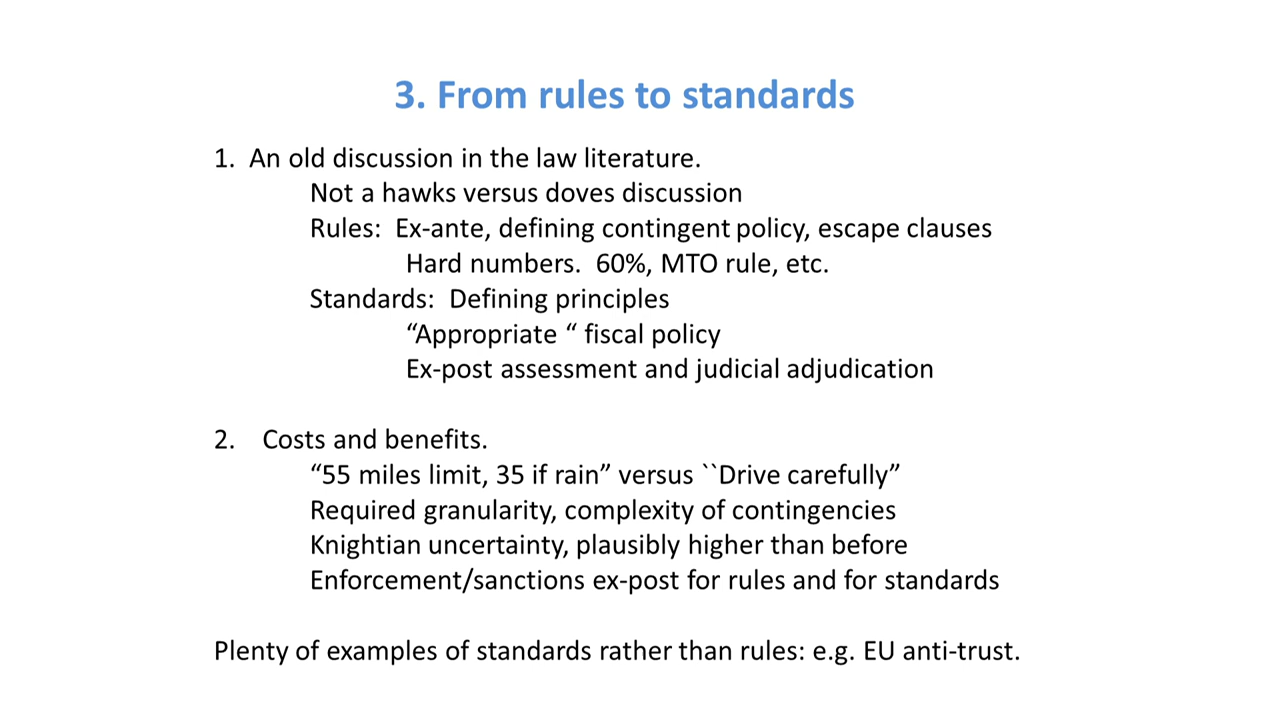 3. From rules to standards
1. An old discussion in the law literature.
Not a hawks versus doves discussion
Rules: Ex-ante, defining contingent policy, escape clauses
Hard numbers. 60%, MTO rule, etc.
Standards: Defining principles
“Appropriate “ fiscal policy
Ex-post assessment and judicial adjudication
2. Costs and benefits.
“55 miles limit, 35 if rain” versus ``Drive carefully”
Required granularity, complexity of contingencies
Knightian uncertainty, plausibly higher than before
Enforcement/sanctions ex-post for rules and for standards
Plenty of examples of standards rather than rules: e.g. EU anti-trust.